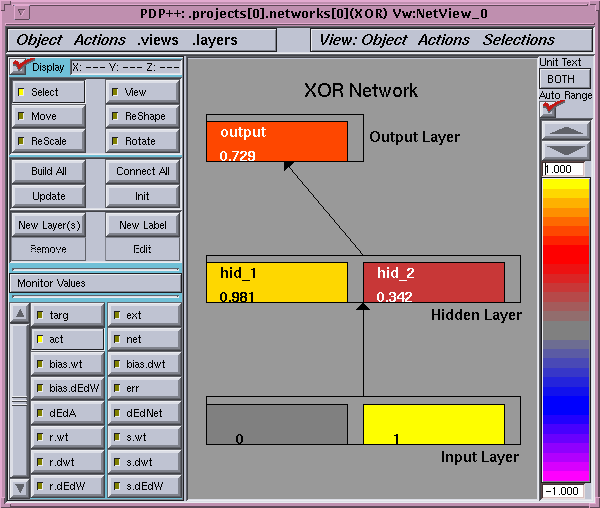 PDP++: .projects[0].networks[0](XOR) Vw:NetView_0
Object Actions .views .layers
View: Object Actions Selections
Display X: --- Y: --- Z: ---
Select View
Move ReShape
ReScale Rotate
Build All Connect All
Update Init
New Layer(s) New Label
Remove Edit
Monitor Values
targ ext
act net
bias.wt bias.dwt
bias.dEdW err
dEdA dEdNet
r.wt s.wt
r.dwt s.dwt
r.dEdW s.dEdW
XOR Network
output
0.729
Output Layer
hid_1 hid_2
0.981 0.342
Hidden Layer
0 1
Input Layer
Unit Text
BOTH
Auto Range
1.000
-1.000